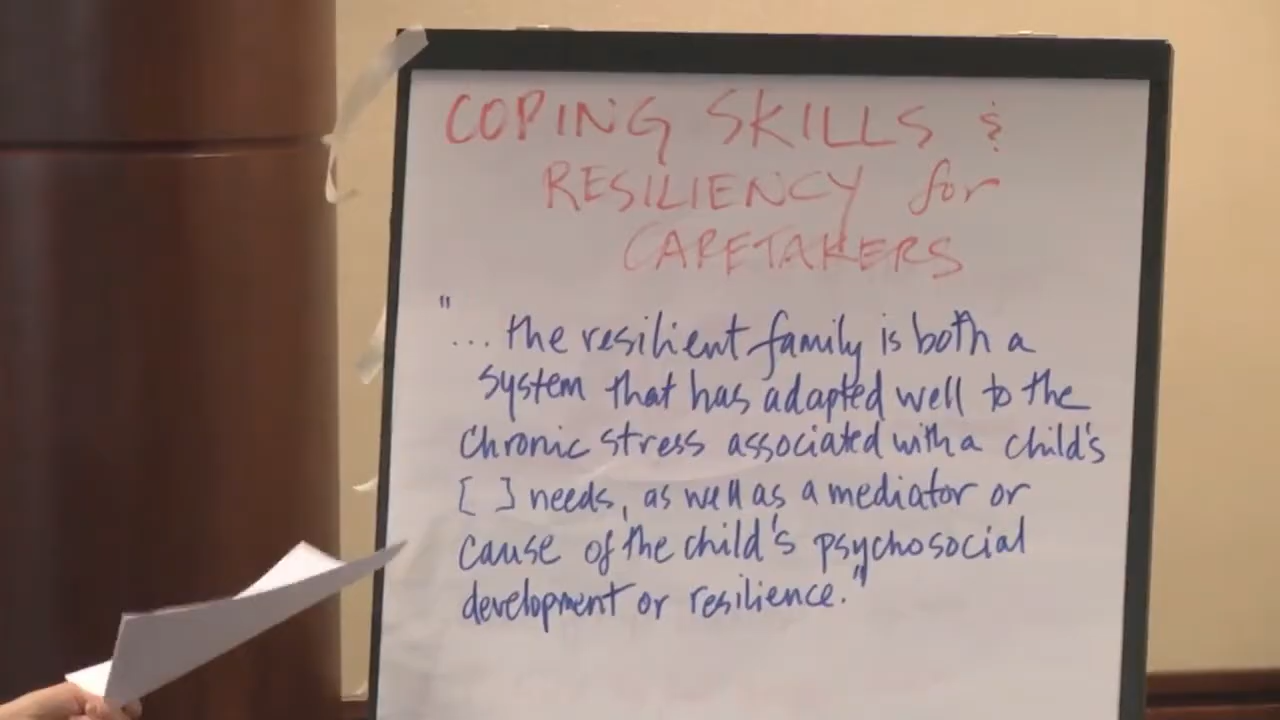 COPING SKILLS &
RESILIENCY for
CARETAKERS
"... the resilient family is both a
system that has adapted well to the
chronic stress associated with a child's
[ ] needs, as well as a mediator or
cause of the child's psychosocial
development or resilience."